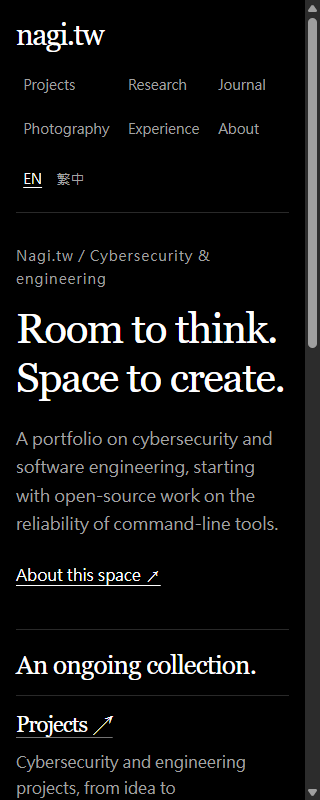 nagi.tw
Projects Research Journal
Photography Experience About
EN 繁中
Nagi.tw / Cybersecurity &
engineering
Room to think.
Space to create.
A portfolio on cybersecurity and
software engineering, starting
with open-source work on the
reliability of command-line tools.
About this space ↗
An ongoing collection.
Projects ↗
Cybersecurity and engineering
projects, from idea to